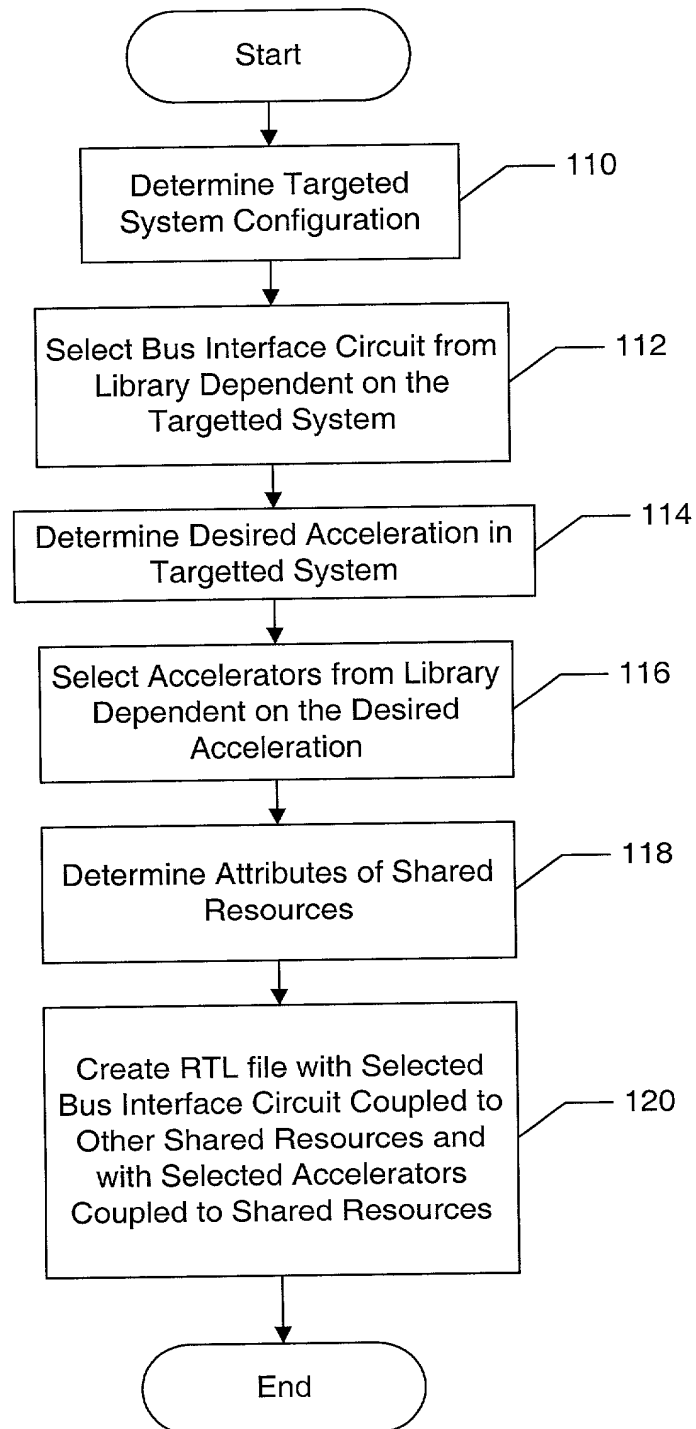 Start
Determine Targeted
System Configuration
110
Select Bus Interface Circuit from
Library Dependent on the
Targetted System
112
Determine Desired Acceleration in
Targetted System
114
Select Accelerators from Library
Dependent on the Desired
Acceleration
116
Determine Attributes of Shared
Resources
118
Create RTL file with Selected
Bus Interface Circuit Coupled to
Other Shared Resources and
with Selected Accelerators
Coupled to Shared Resources
120
End